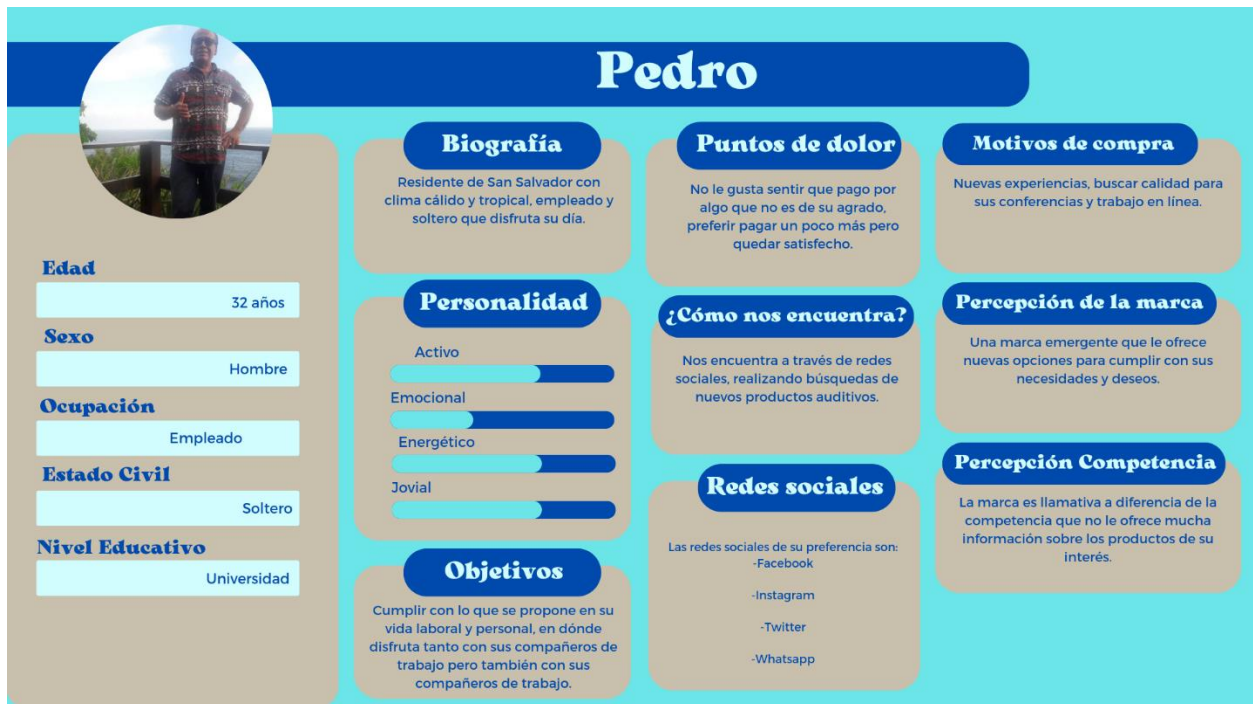 Pedro
Edad
32 años
Sexo
Hombre
Ocupación
Empleado
Estado Civil
Soltero
Nivel Educativo
Universidad
Biografía
Residente de San Salvador con
clima cálido y tropical, empleado y
soltero que disfruta su día.
Personalidad
Activo
Emocional
Energético
Jovial
Objetivos
Cumplir con lo que se propone en su
vida laboral y personal, en dónde
disfruta tanto con sus compañeros de
trabajo pero también con sus
compañeros de trabajo.
Puntos de dolor
No le gusta sentir que pago por
algo que no es de su agrado,
preferir pagar un poco más pero
quedar satisfecho.
¿Cómo nos encuentra?
Nos encuentra a través de redes
sociales, realizando búsquedas de
nuevos productos auditivos.
Redes sociales
Las redes sociales de su preferencia son:
-Facebook
-Instagram
-Twitter
-Whatsapp
Motivos de compra
Nuevas experiencias, buscar calidad para
sus conferencias y trabajo en línea.
Percepción de la marca
Una marca emergente que le ofrece
nuevas opciones para cumplir con sus
necesidades y deseos.
Percepción Competencia
La marca es llamativa a diferencia de la
competencia que no le ofrece mucha
información sobre los productos de su
interés.